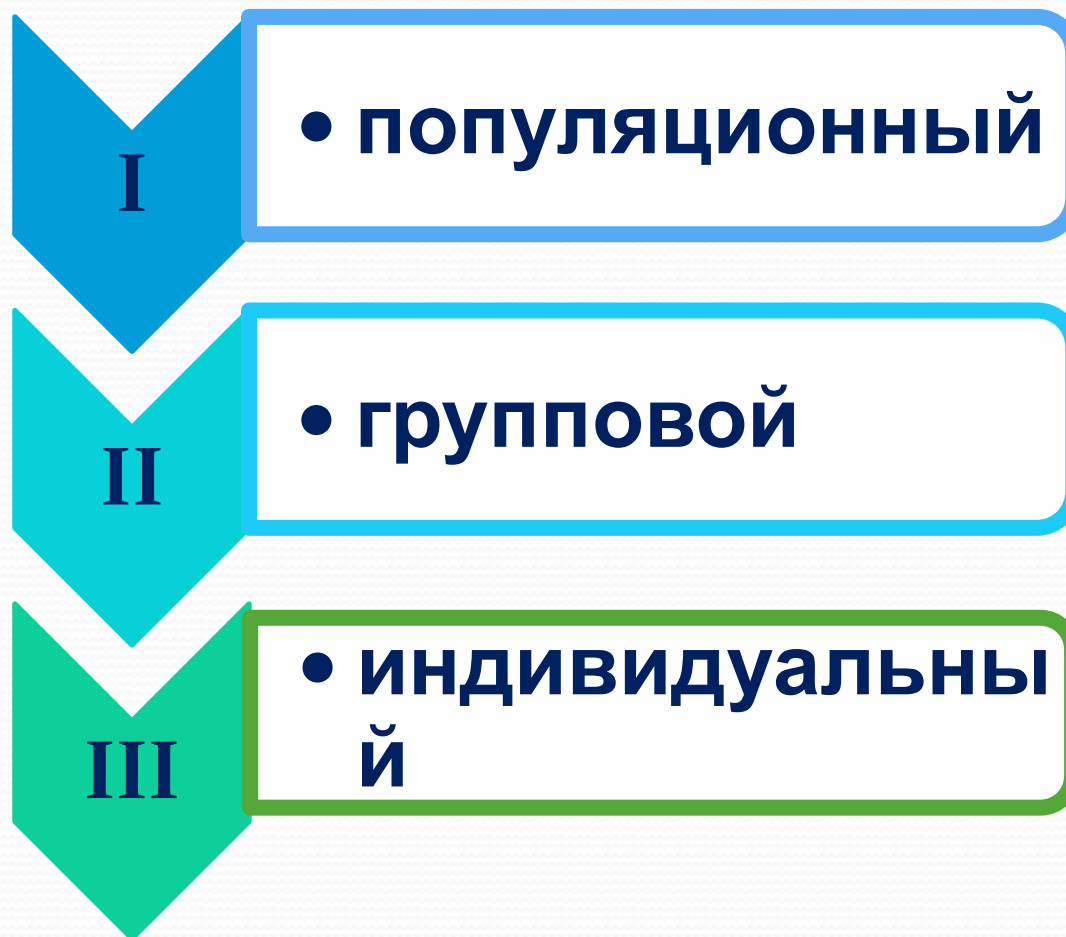 I
• популяционный
II
• групповой
III
• индивидуальны
й